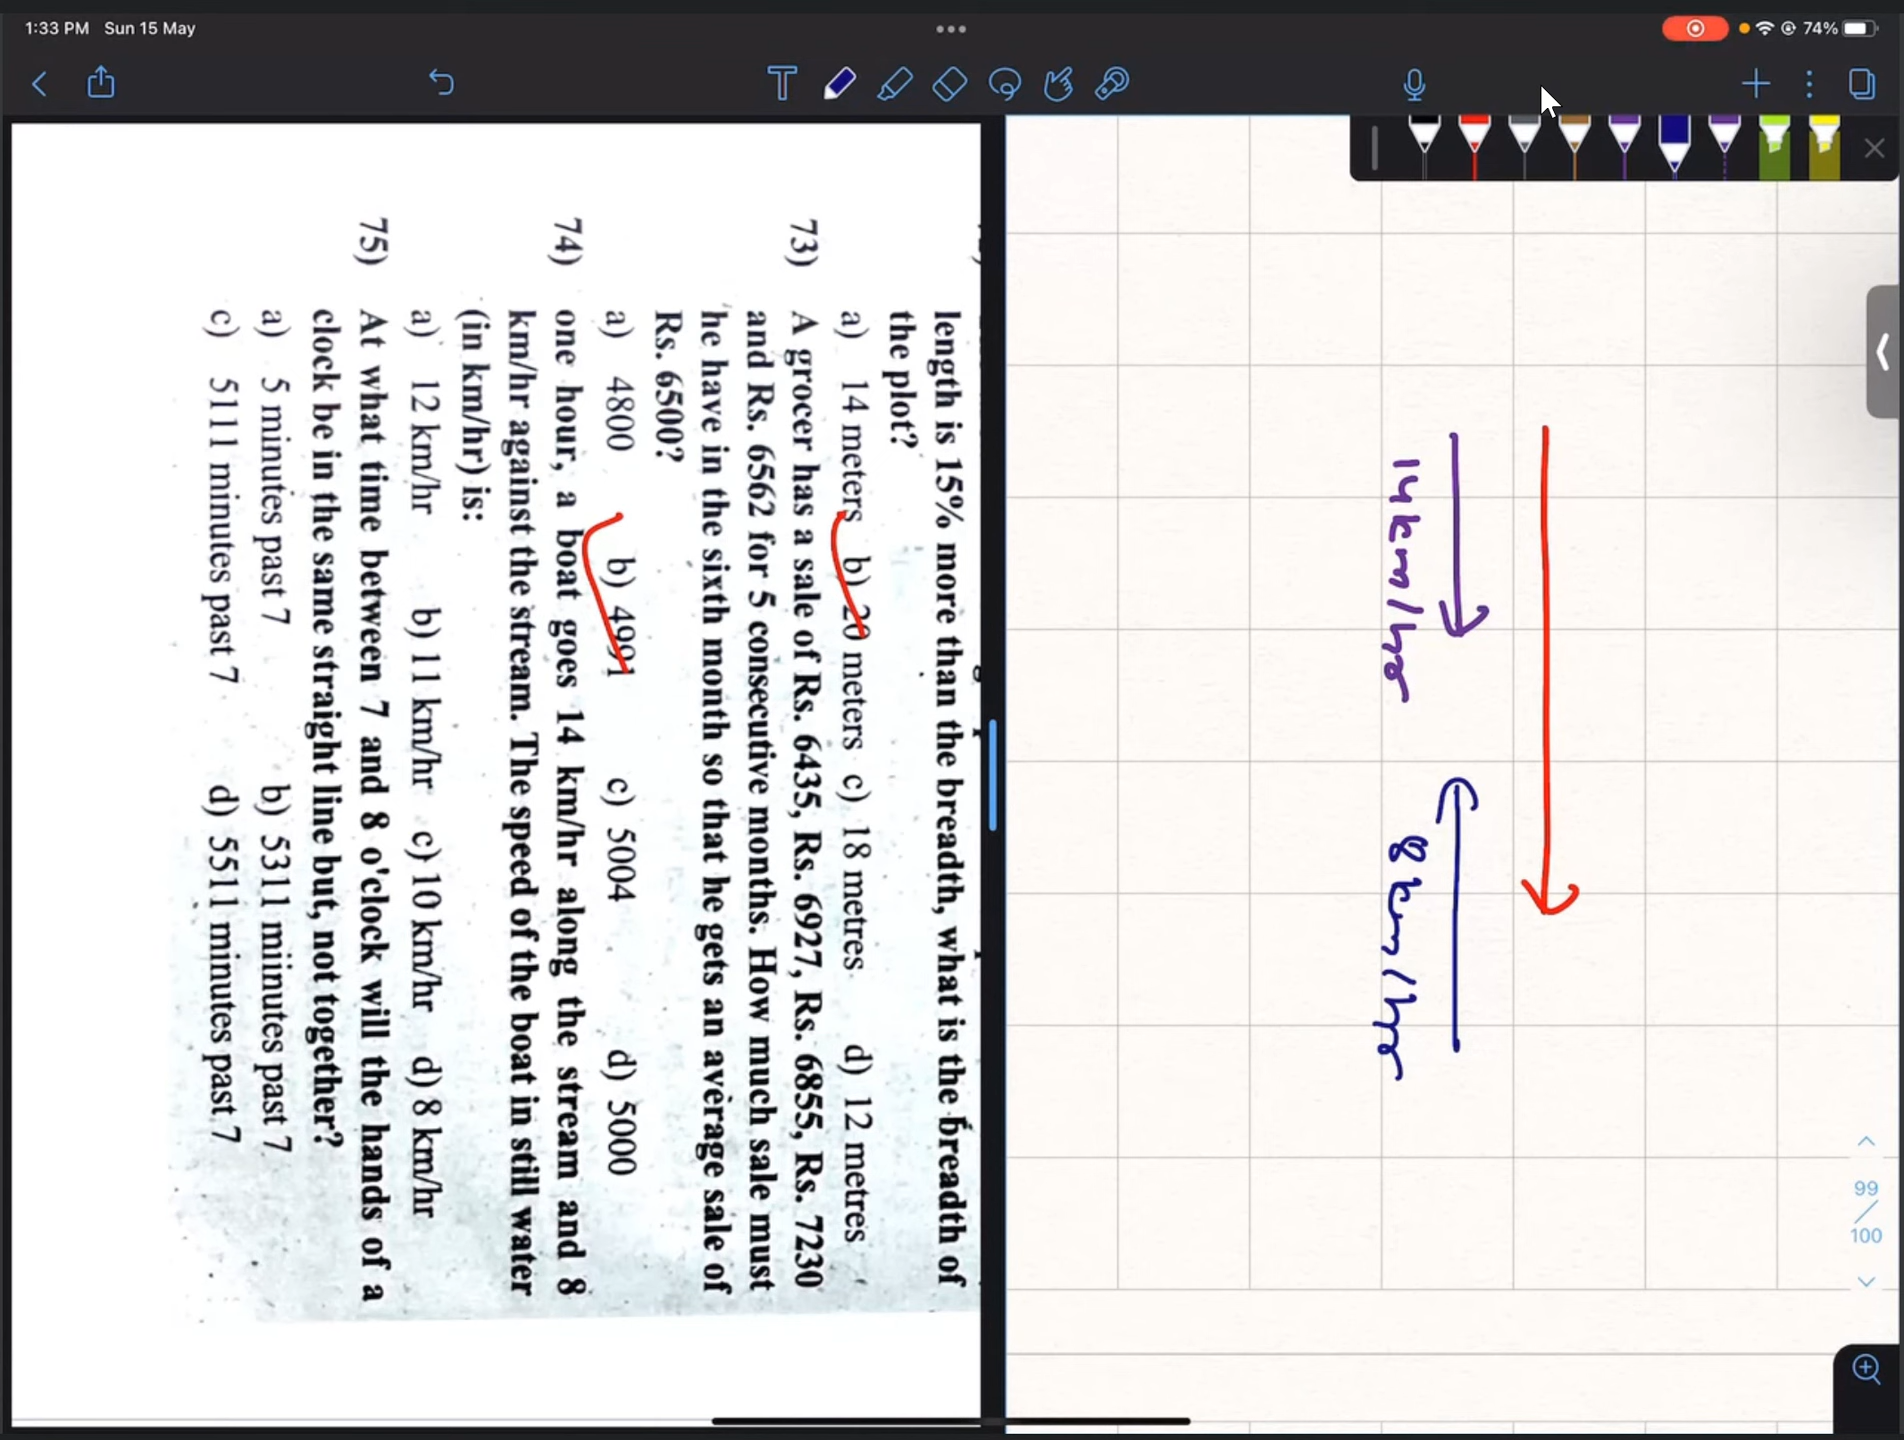 1:33 PM Sun 15 May
74%
length is 15% more than the breadth, what is the breadth of
the plot?
a) 14 meters b) 20 meters c) 18 metres d) 12 metres
73) A grocer has a sale of Rs. 6435, Rs. 6927, Rs. 6855, Rs. 7230
and Rs. 6562 for 5 consecutive months. How much sale must
he have in the sixth month so that he gets an average sale of
Rs. 6500?
a) 4800 b) 4991 c) 5004 d) 5000
74) one hour, a boat goes 14 km/hr along the stream and 8
km/hr against the stream. The speed of the boat in still water
(in km/hr) is:
a) 12 km/hr b) 11 km/hr c) 10 km/hr d) 8 km/hr
75) At what time between 7 and 8 o'clock will the hands of a
clock be in the same straight line but, not together?
a) 5 minutes past 7 b) 5311 miinutes past 7
c) 5111 minutes past 7 d) 5511 minutes past 7
14 km/hr
8 km/hr
99
/
100